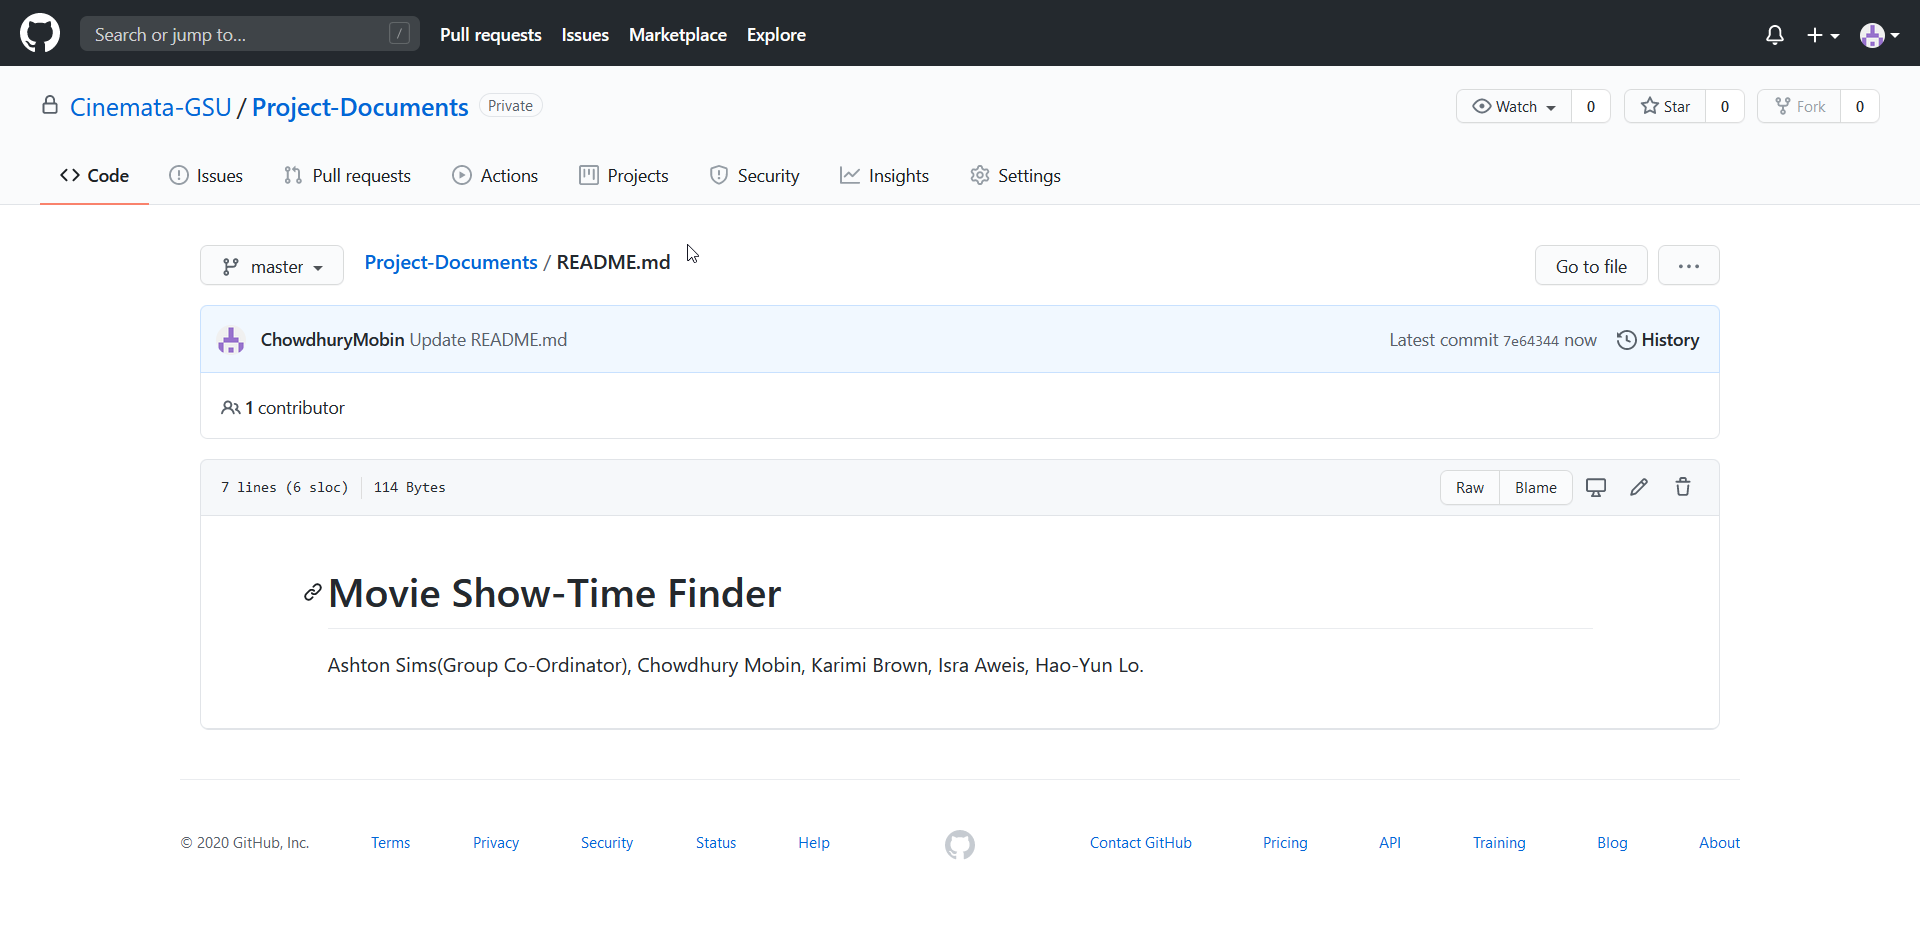 Search or jump to... /
Pull requests Issues Marketplace Explore
Cinemata-GSU / Project-Documents Private
Watch 0 Star 0 Fork 0
Code Issues Pull requests Actions Projects Security Insights Settings
master Project-Documents / README.md Go to file ...
ChowdhuryMobin Update README.md Latest commit 7e64344 now History
1 contributor
7 lines (6 sloc) 114 Bytes Raw Blame
Movie Show-Time Finder
Ashton Sims(Group Co-Ordinator), Chowdhury Mobin, Karimi Brown, Isra Aweis, Hao-Yun Lo.
© 2020 GitHub, Inc. Terms Privacy Security Status Help Contact GitHub Pricing API Training Blog About